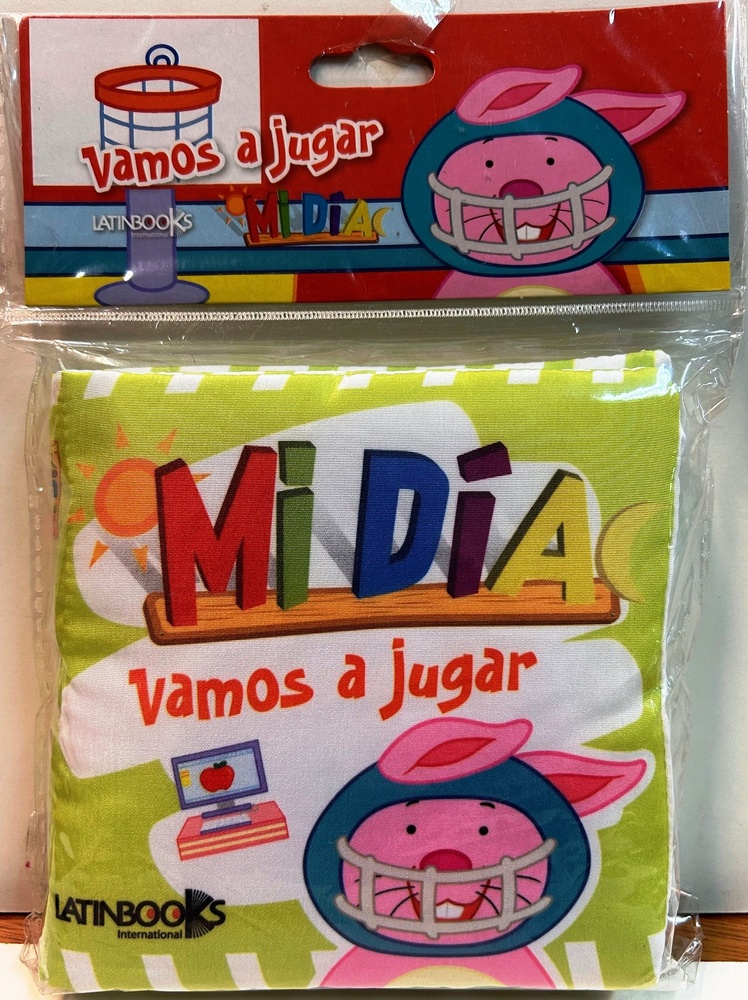 Vamos a jugar
LATINBOOKS
International
Mi DíA
Mi DíA
Vamos a jugar
LATINBOOKS
International